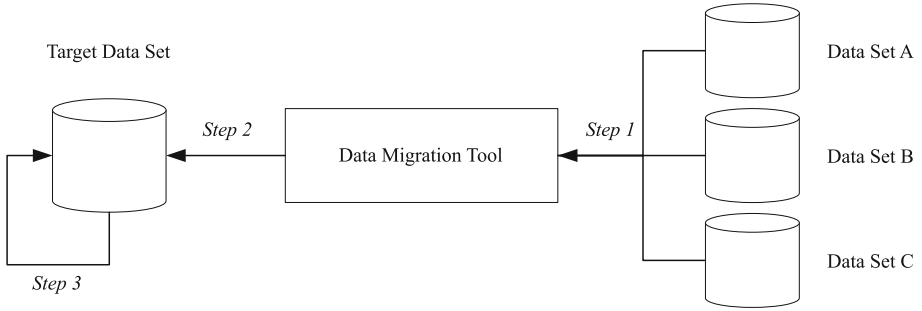 Target Data Set
Data Set A
Step 2
Step 1
Data Migration Tool
Data Set B
Data Set C
Step 3